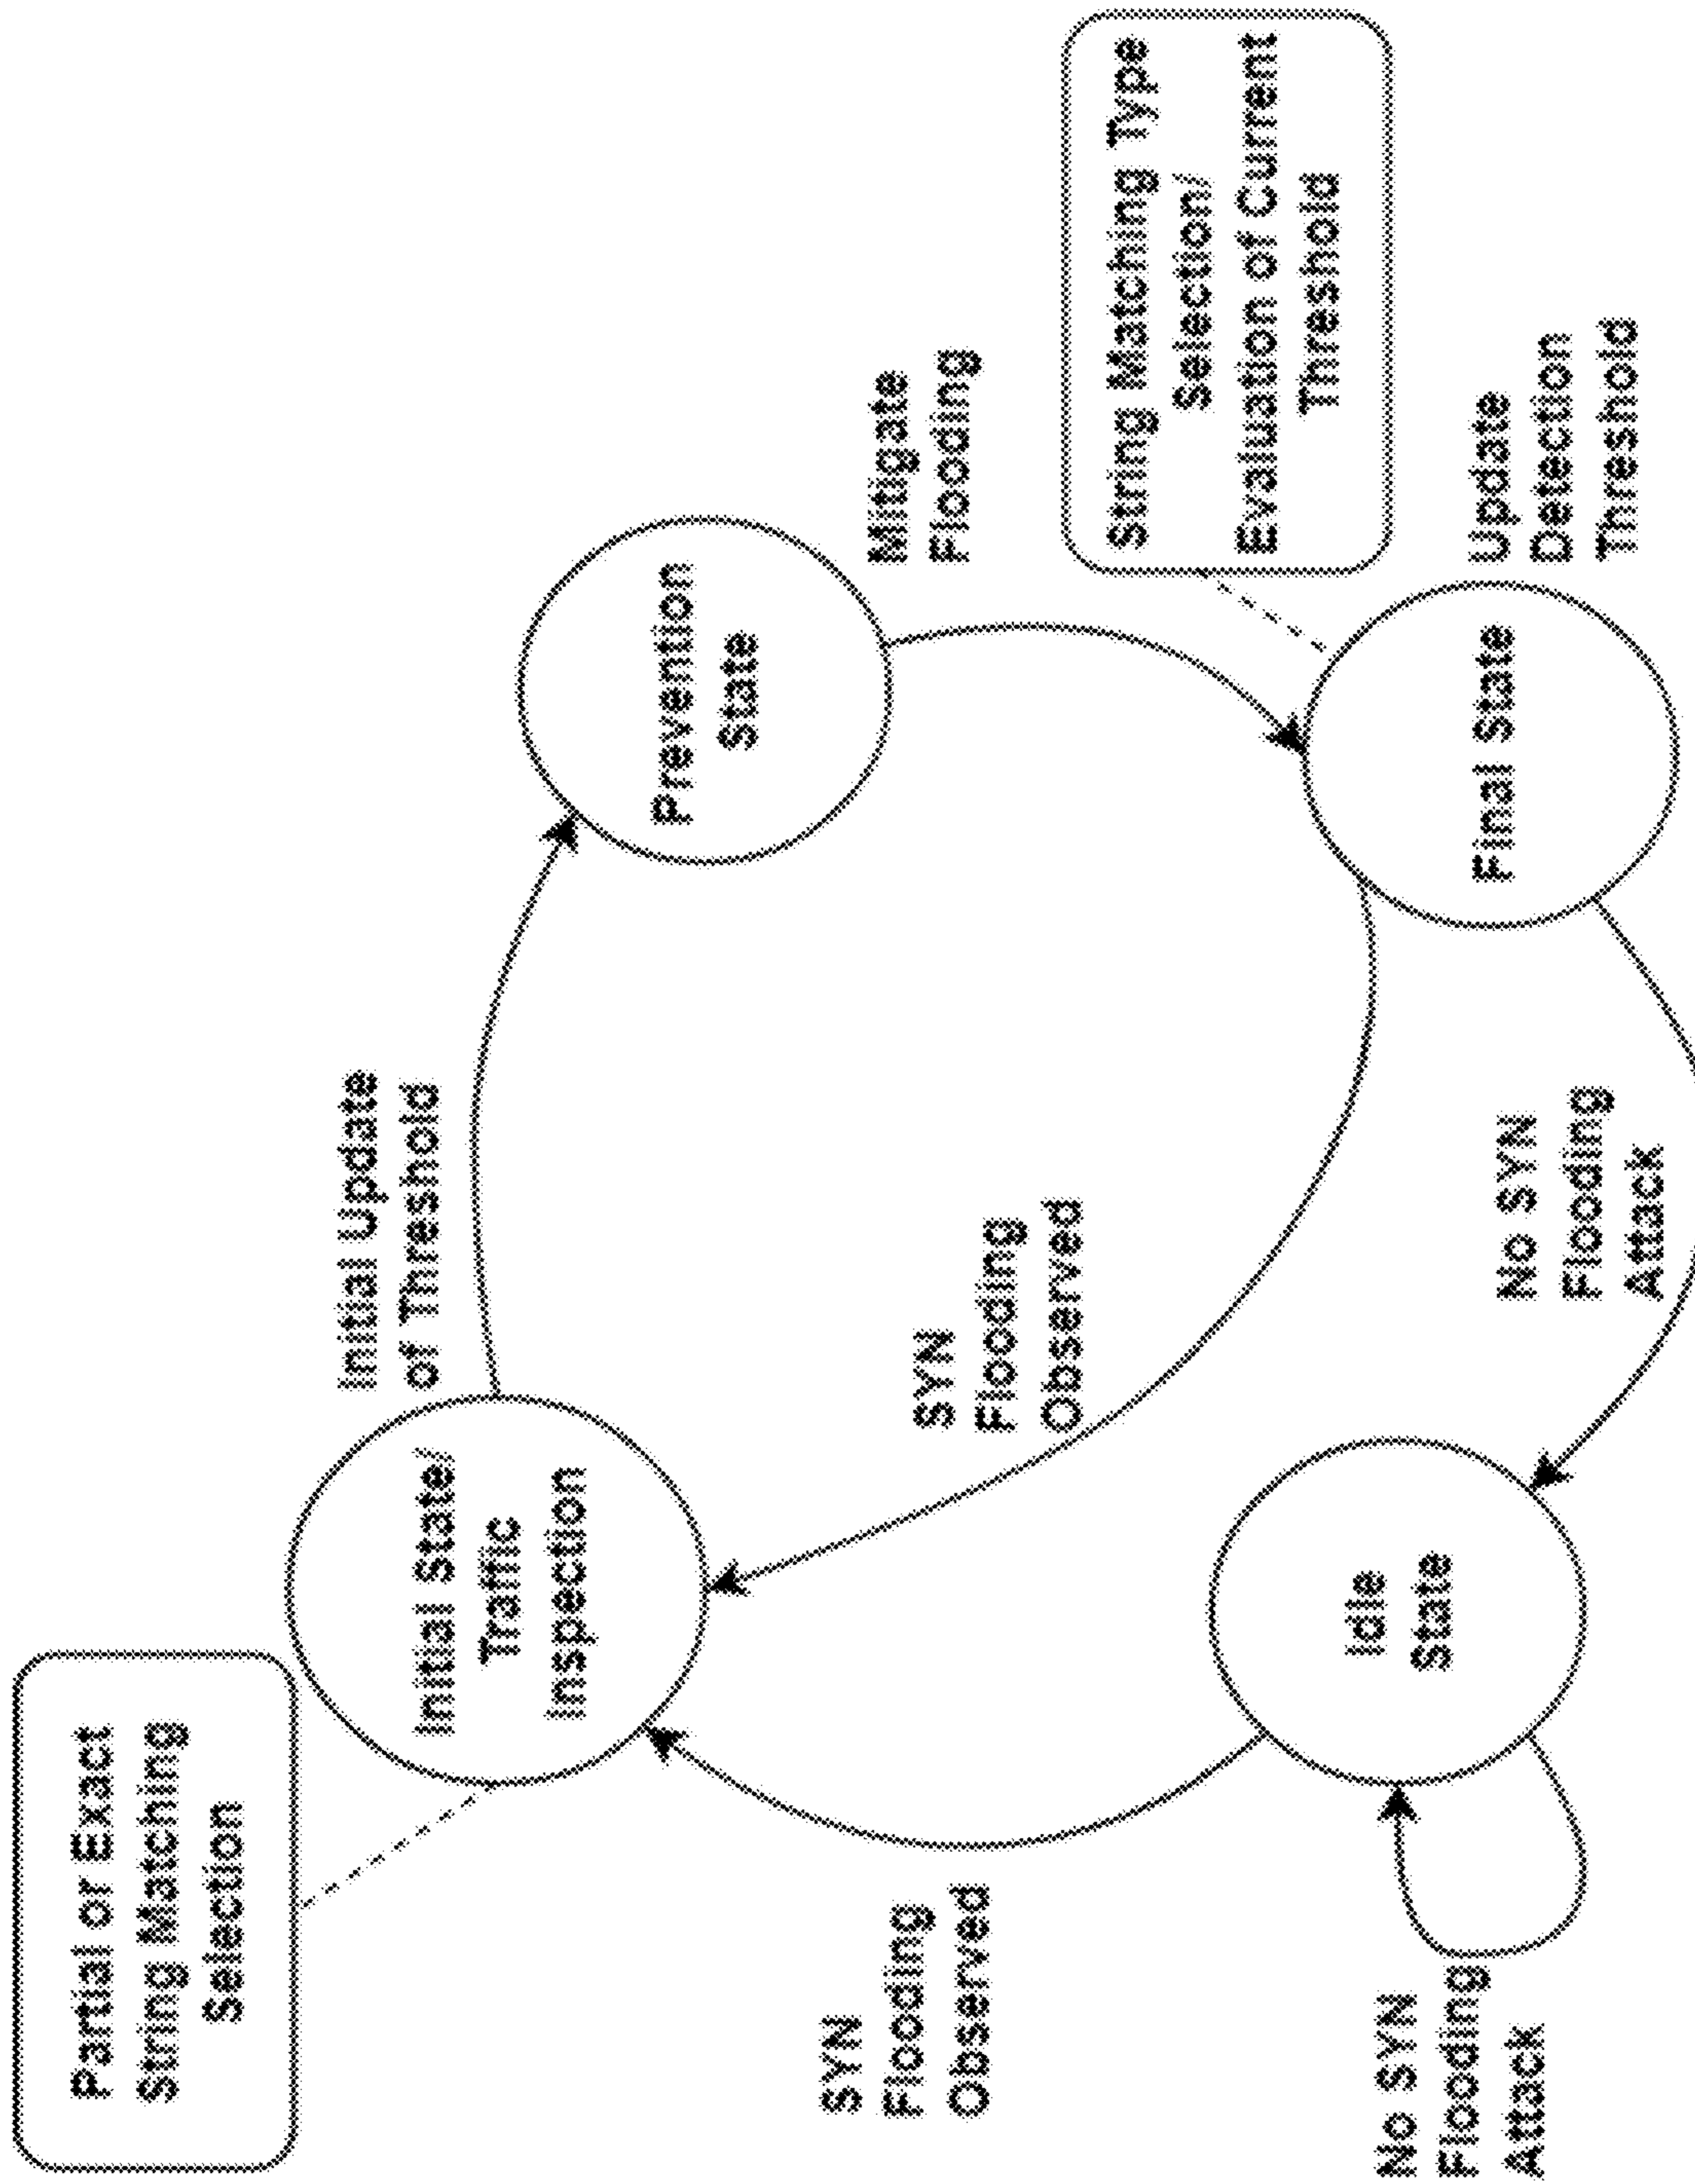 Partial or Exact
String Matching
Selection
Initial State/
Traffic
Inspection
Initial Update
of Threshold
Prevention
State
Mitigate
Flooding
String Matching Type
Selection/
Evaluation of Current
Threshold
SYN
Flooding
Observed
SYN
Flooding
Observed
Idle
State
No SYN
Flooding
Attack
No SYN
Flooding
Attack
Final State
Update
Detection
Threshold